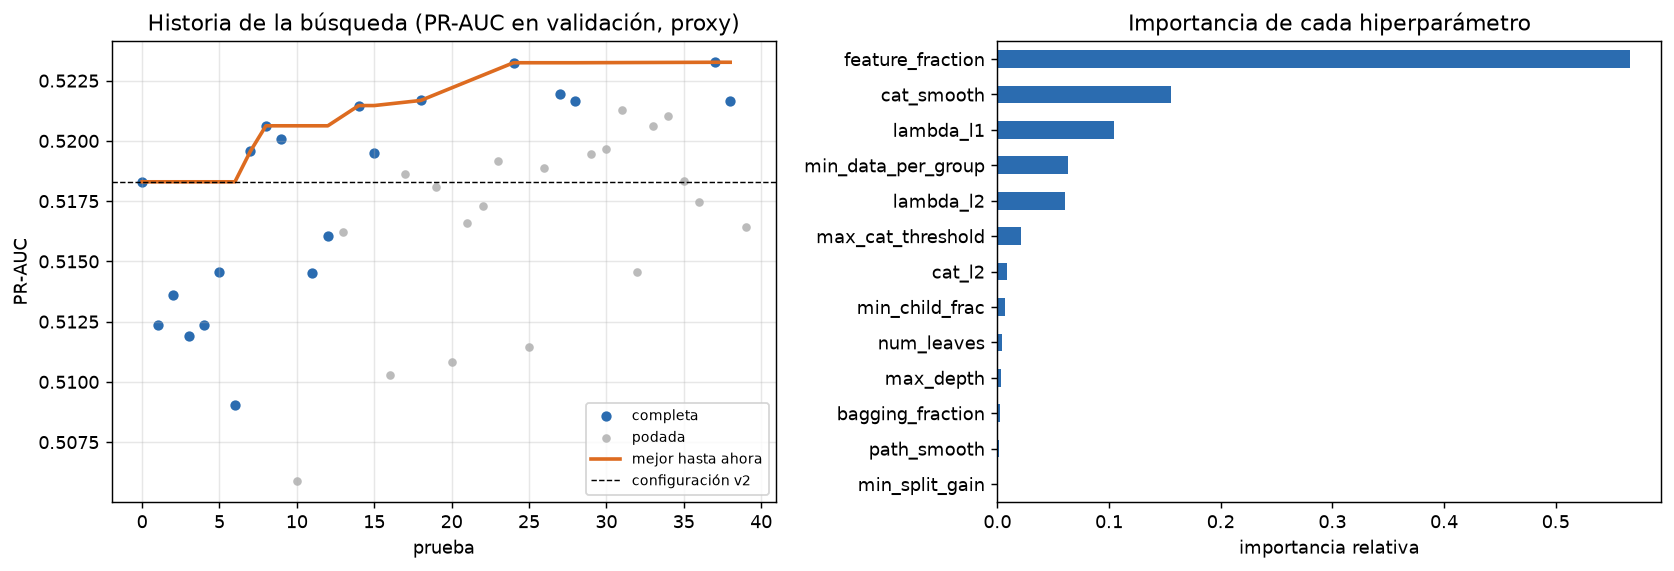 Historia de la búsqueda (PR-AUC en validación, proxy)
PR-AUC
0.5225
0.5200
0.5175
0.5150
0.5125
0.5100
0.5075
completa
podada
mejor hasta ahora
configuración v2
0 5 10 15 20 25 30 35 40
prueba
Importancia de cada hiperparámetro
feature_fraction
cat_smooth
lambda_l1
min_data_per_group
lambda_l2
max_cat_threshold
cat_l2
min_child_frac
num_leaves
max_depth
bagging_fraction
path_smooth
min_split_gain
0.0 0.1 0.2 0.3 0.4 0.5
importancia relativa